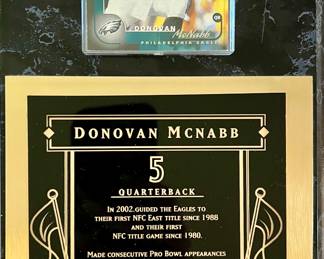 DONOVAN
McNabb
QB
PHILADELPHIA EAGLES
DONOVAN MCNABB
5
QUARTERBACK
IN 2002 GUIDED THE EAGLES TO
THEIR FIRST NFC EAST TITLE SINCE 1988
AND THEIR FIRST
NFC TITLE GAME SINCE 1980.
MADE CONSECUTIVE PRO BOWL APPEARANCES